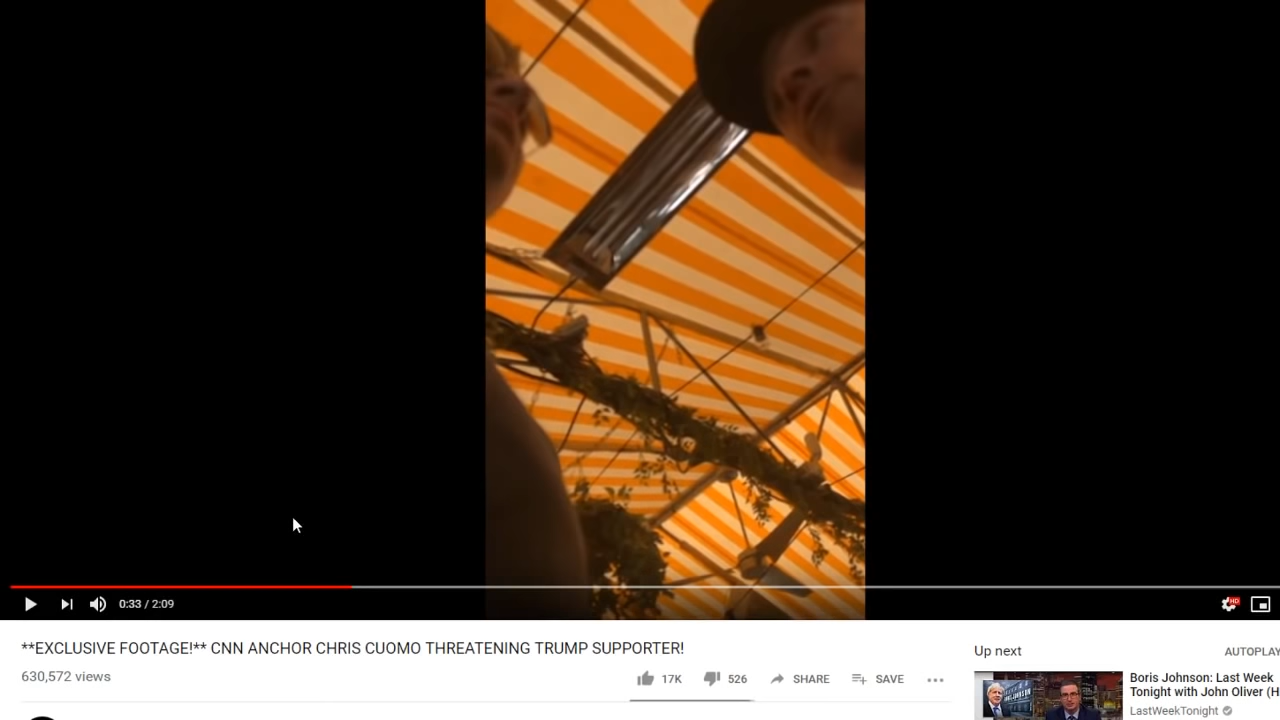 0:33 / 2:09
HD
**EXCLUSIVE FOOTAGE!** CNN ANCHOR CHRIS CUOMO THREATENING TRUMP SUPPORTER!
630,572 views
17K
526
SHARE
SAVE
Up next
AUTOPLAY
Boris Johnson: Last Week
Tonight with John Oliver (H
LastWeekTonight